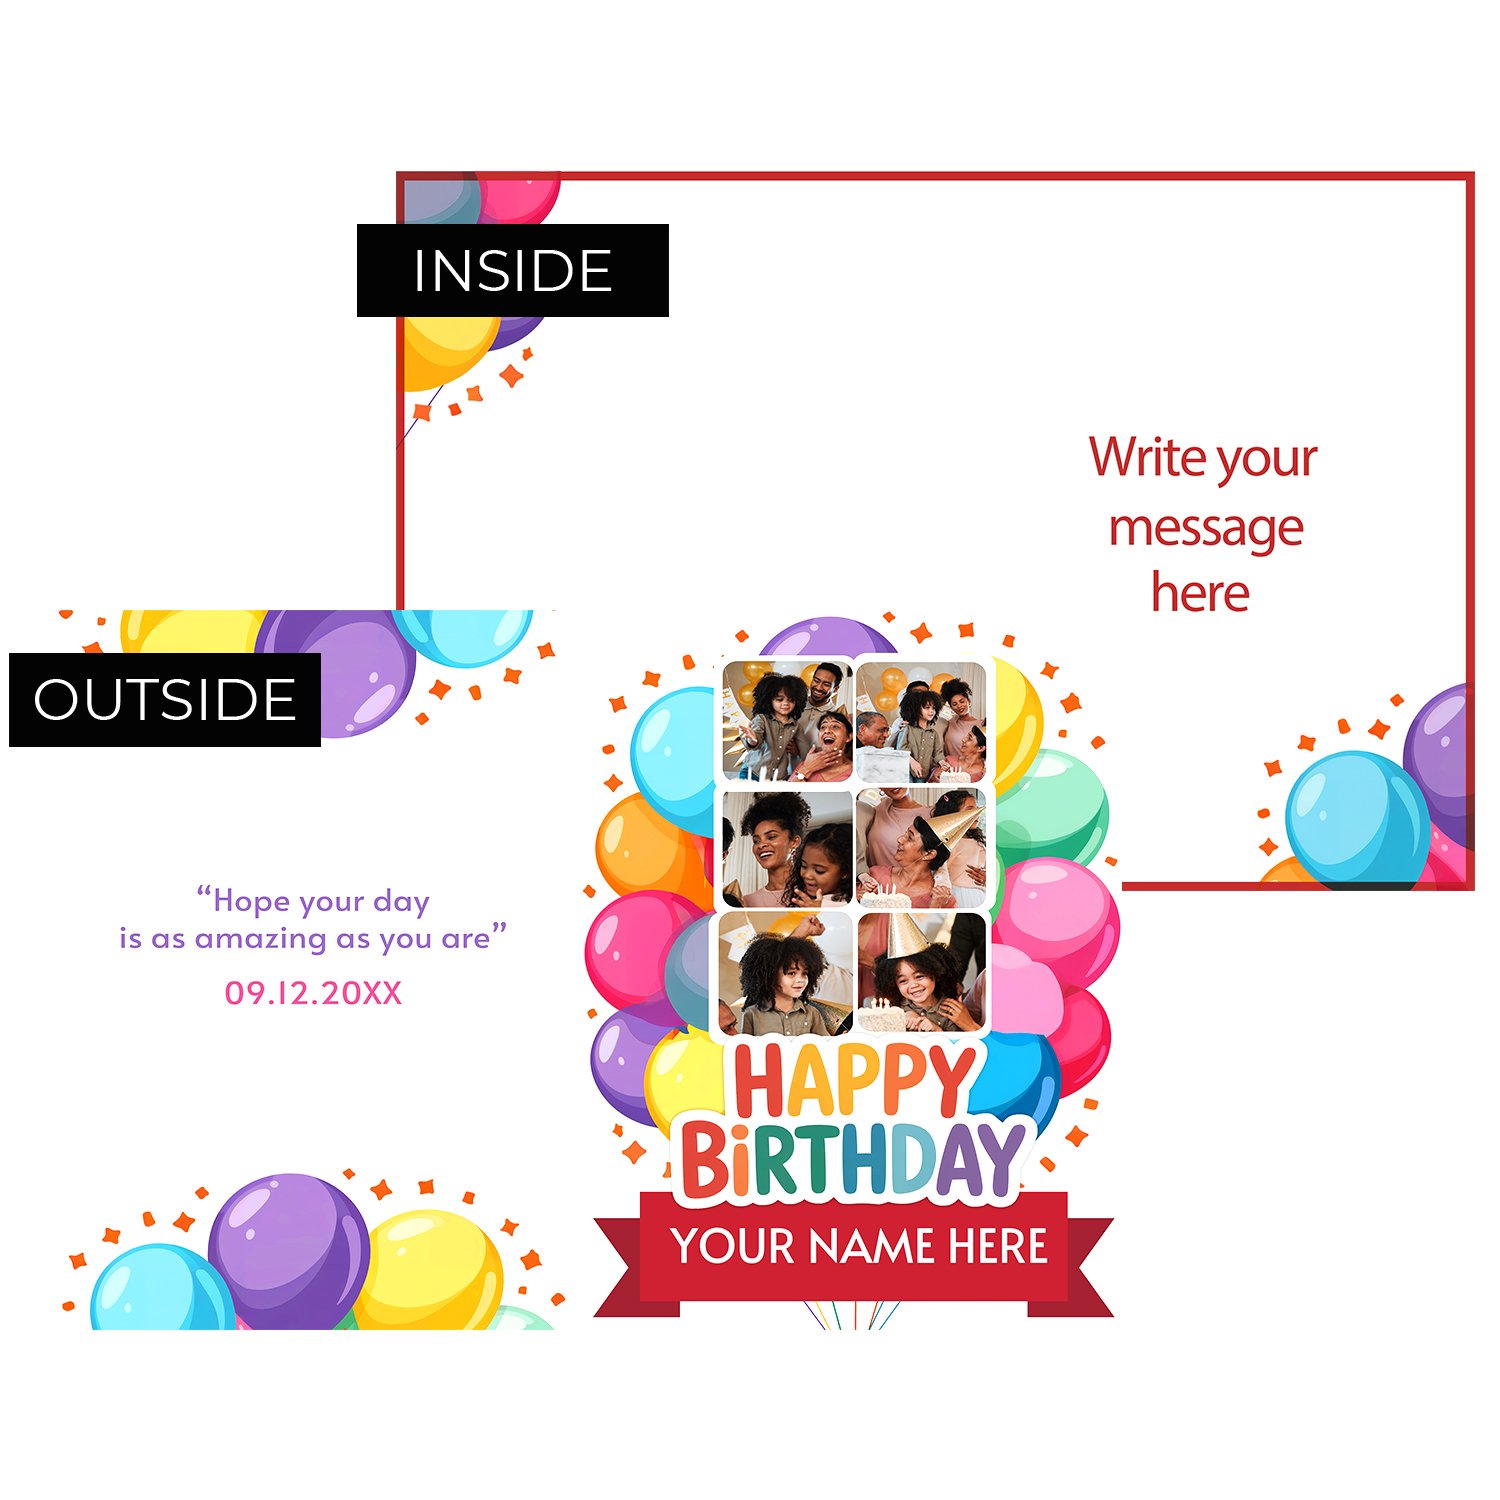 INSIDE
Write your
message
here
OUTSIDE
“Hope your day
is as amazing as you are”
09.12.20XX
HAPPY
BiRTHDAY
YOUR NAME HERE